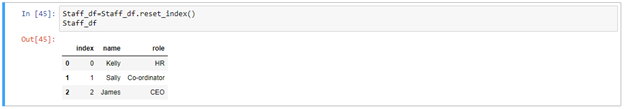 In [45]: Staff_df=Staff_df.reset_index()
Staff_df
Out[45]:
index name role
0 0 Kelly HR
1 1 Sally Co-ordinator
2 2 James CEO